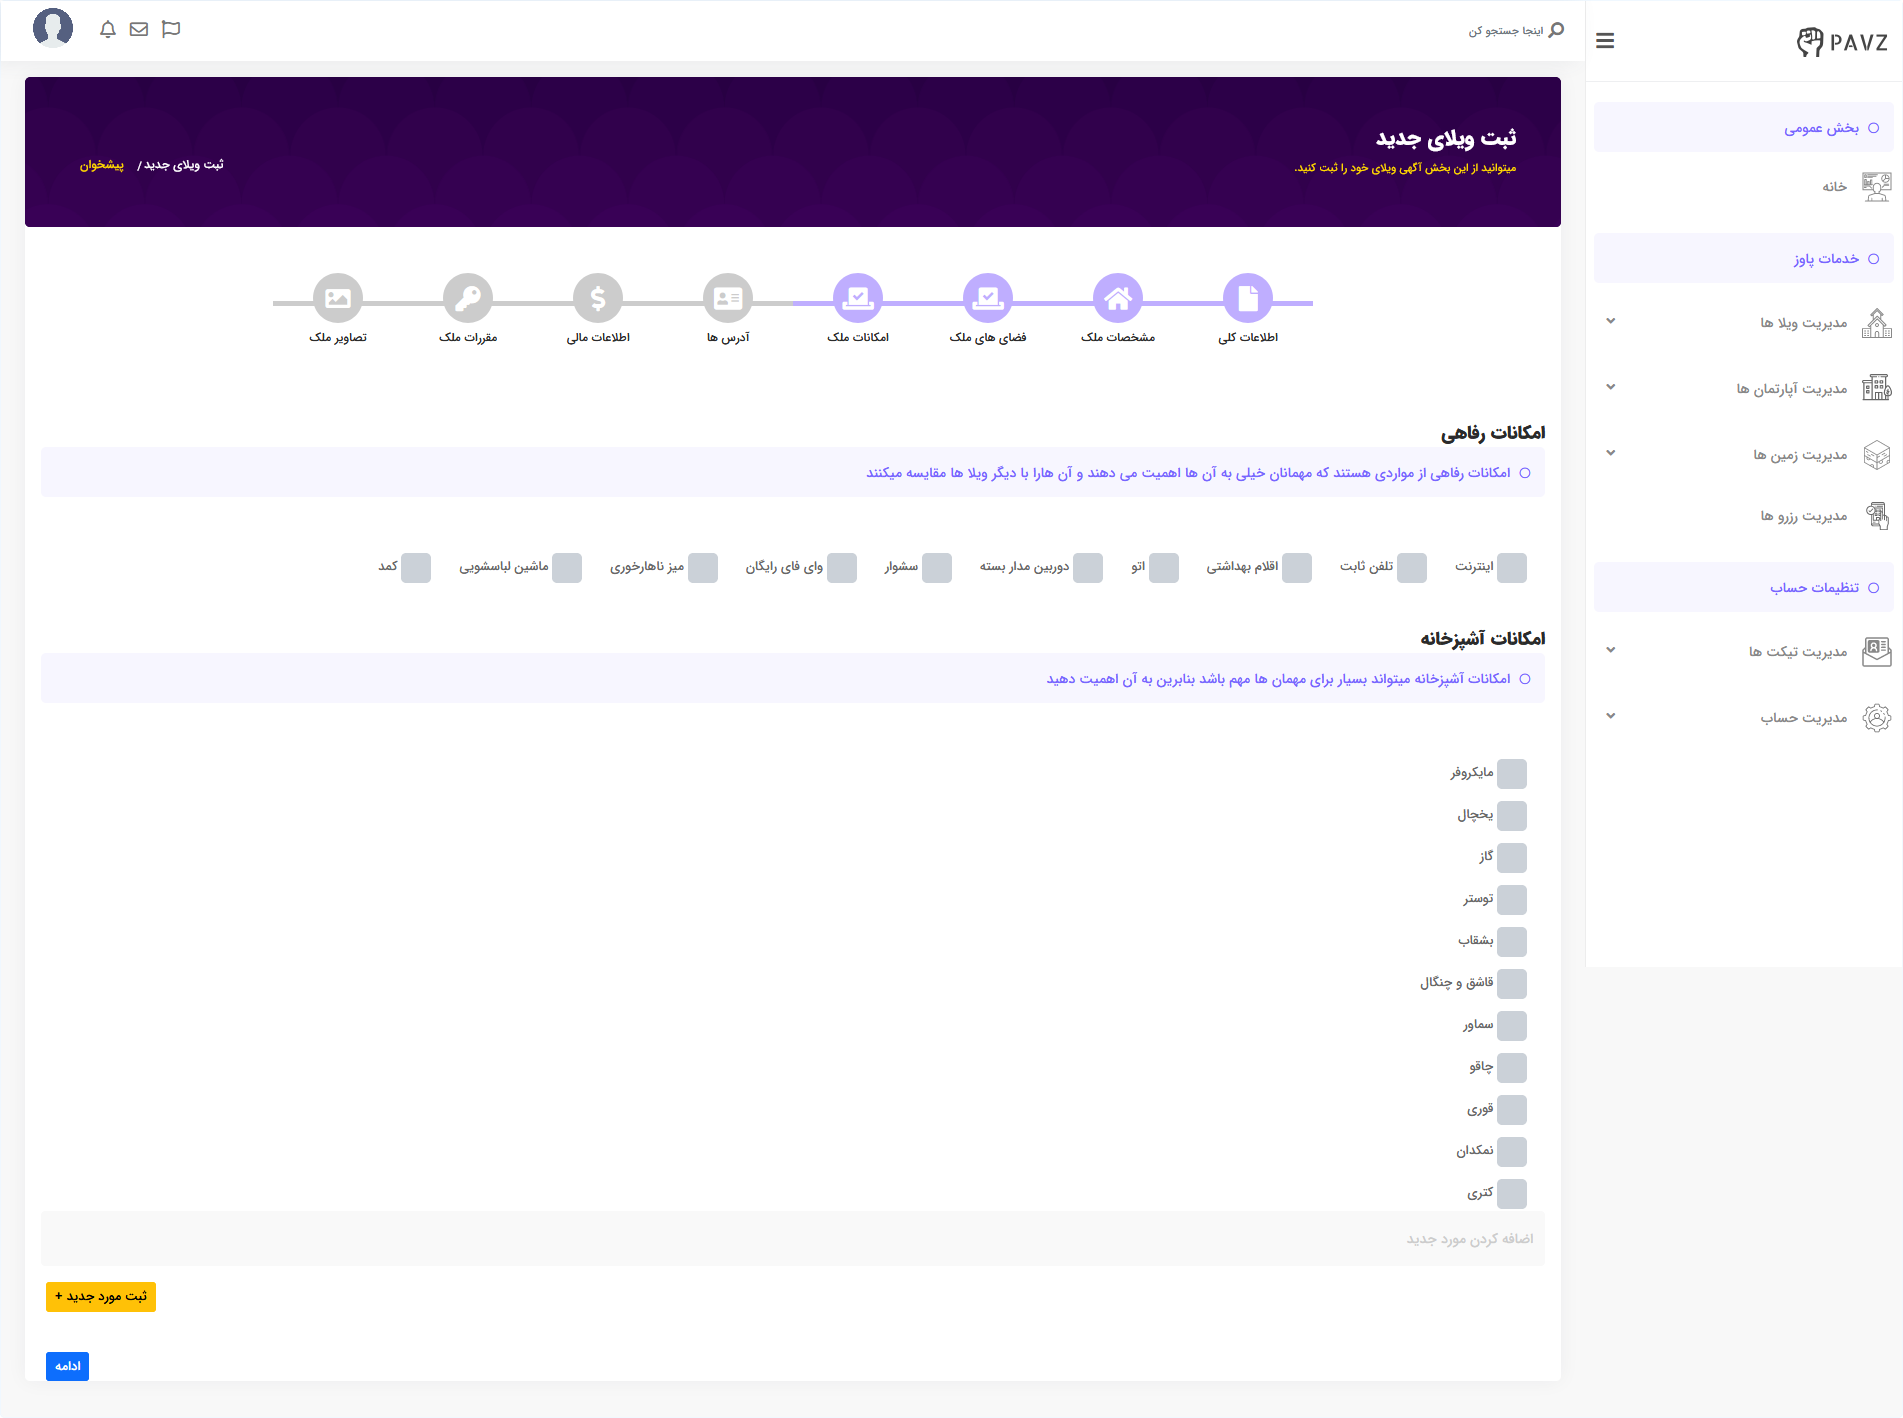 PAVZ
اینجا جستجو کن
بخش عمومی
خانه
خدمات پاوز
مدیریت ویلا ها
مدیریت آپارتمان ها
مدیریت زمین ها
مدیریت رزرو ها
تنظیمات حساب
مدیریت تیکت ها
مدیریت حساب
ثبت ویلای جدید
میتوانید از این بخش آگهی ویلای خود را ثبت کنید.
ثبت ویلای جدید / پیشخوان
اطلاعات کلی
مشخصات ملک
فضای های ملک
امکانات ملک
آدرس ها
اطلاعات مالی
مقررات ملک
تصاویر ملک
امکانات رفاهی
امکانات رفاهی از مواردی هستند که مهمانان خیلی به آن ها اهمیت می دهند و آن هارا با دیگر ویلا ها مقایسه میکنند
اینترنت
تلفن ثابت
اقلام بهداشتی
اتو
دوربین مدار بسته
سشوار
وای فای رایگان
میز ناهارخوری
ماشین لباسشویی
کمد
امکانات آشپزخانه
امکانات آشپزخانه میتواند بسیار برای مهمان ها مهم باشد بنابرین به آن اهمیت دهید
مایکروفر
یخچال
گاز
توستر
بشقاب
قاشق و چنگال
سماور
چاقو
قوری
نمکدان
کتری
اضافه کردن مورد جدید
ثبت مورد جدید +
ادامه